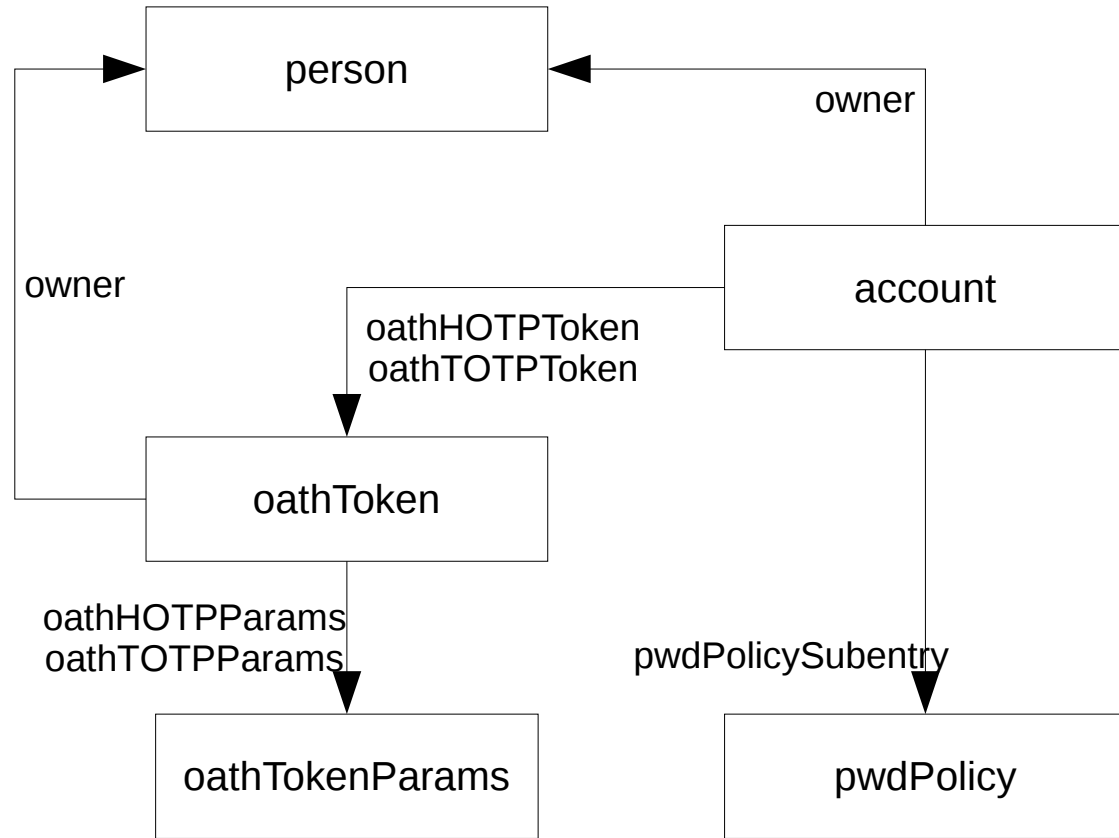 person
owner
owner
account
oathHOTPToken
oathTOTPToken
oathToken
oathHOTPParams
oathTOTPParams
pwdPolicySubentry
oathTokenParams
pwdPolicy